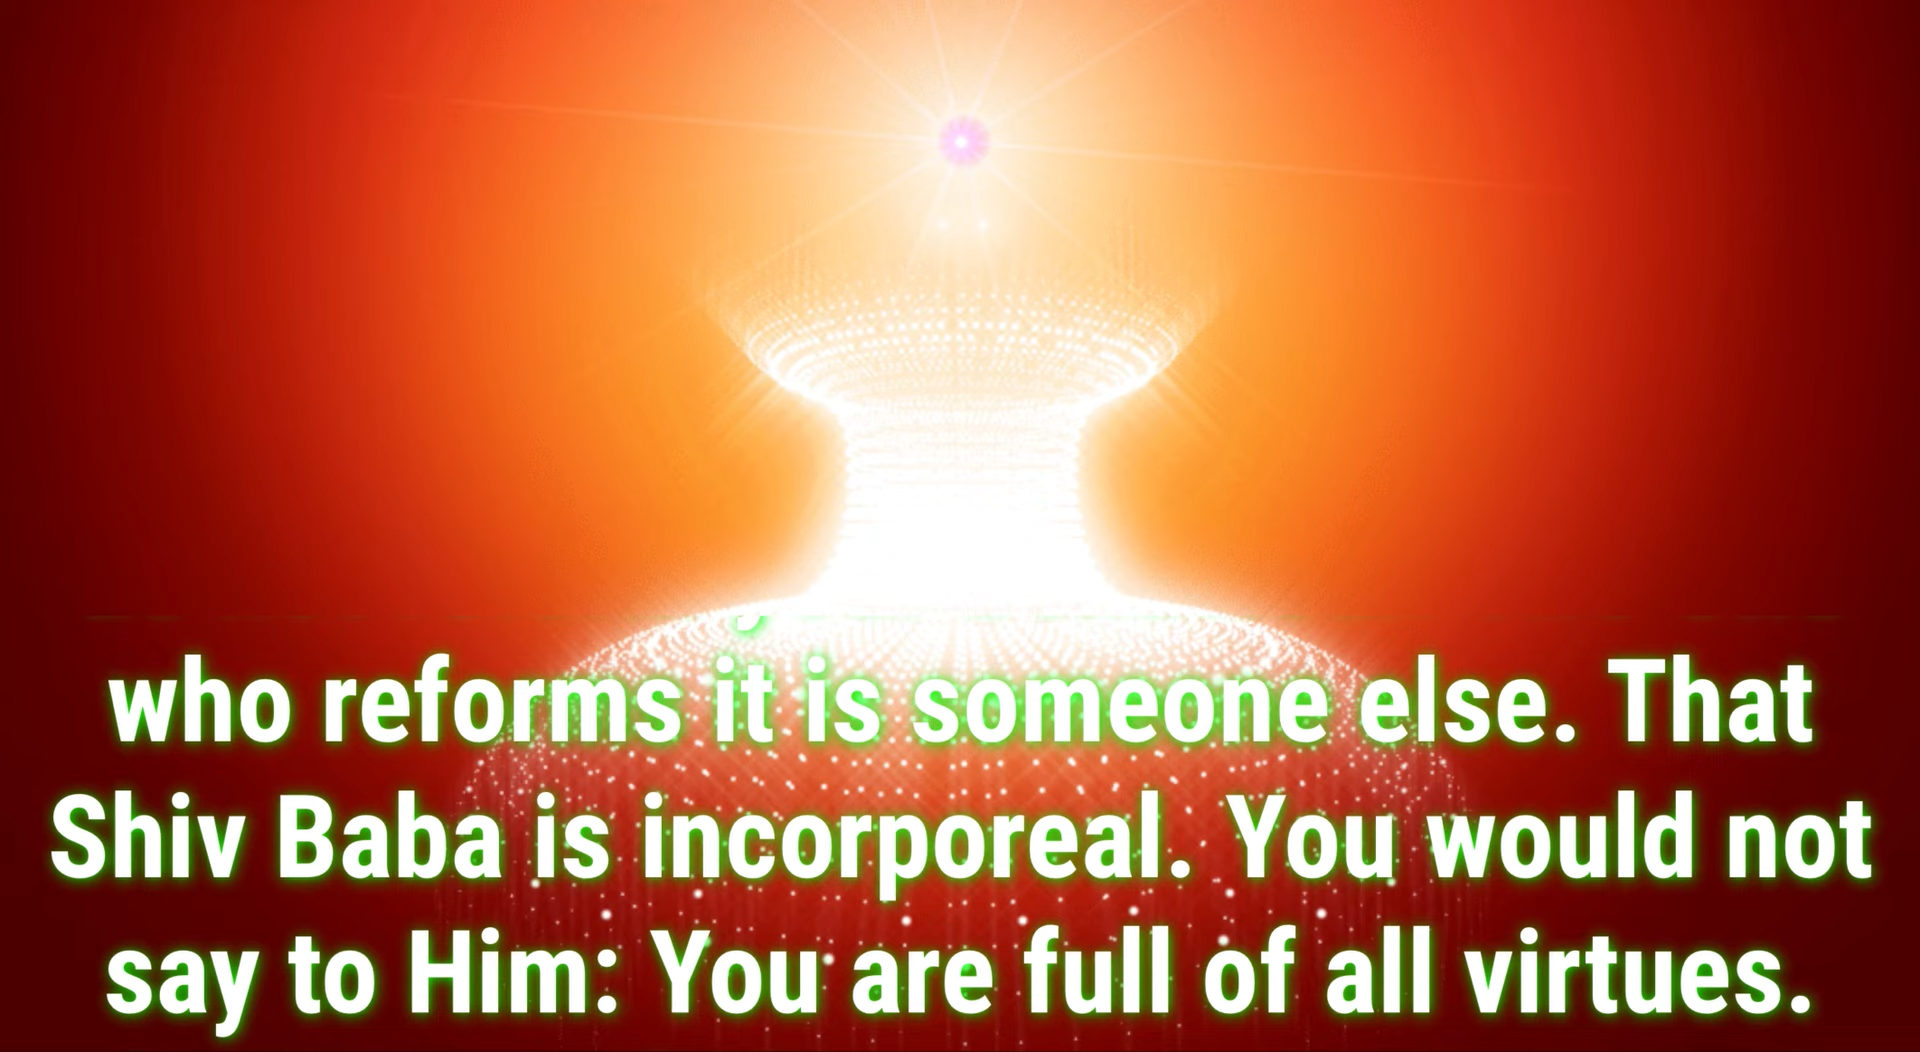 who reforms it is someone else. That
Shiv Baba is incorporeal. You would not
say to Him: You are full of all virtues.